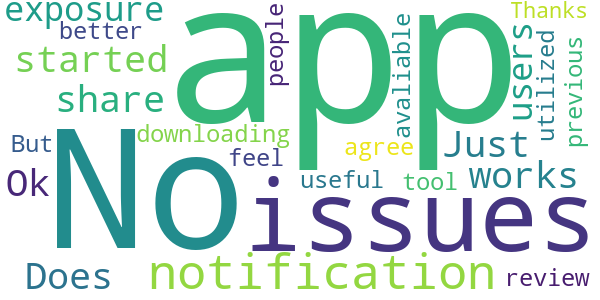 exposure
better
started
share
app
people
avaliable
users
utilized
previous
Thanks
But
downloading
feel
agree
Just
Ok
No
issues
useful
tool
works
Does
notification
review